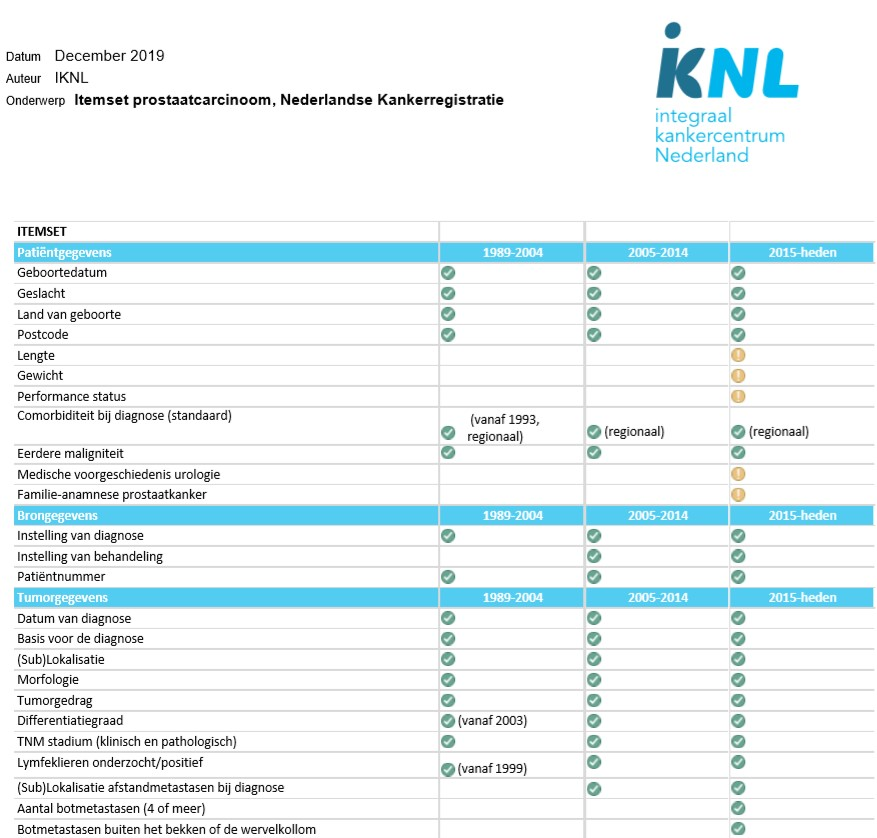 Datum December 2019
Auteur IKNL
Onderwerp Itemset prostaatcarcinoom, Nederlandse Kankerregistratie
iKNL
integraal
kankercentrum
Nederland
ITEMSET
Patiëntgegevens 1989-2004 2005-2014 2015-heden
Geboortedatum
Geslacht
Land van geboorte
Postcode
Lengte
Gewicht
Performance status
Comorbiditeit bij diagnose (standaard) (vanaf 1993, regionaal) (regionaal) (regionaal)
Eerdere maligniteit
Medische voorgeschiedenis urologie
Familie-anamnese prostaatkanker
Brongegevens 1989-2004 2005-2014 2015-heden
Instelling van diagnose
Instelling van behandeling
Patiëntnummer
Tumorgegevens 1989-2004 2005-2014 2015-heden
Datum van diagnose
Basis voor de diagnose
(Sub)Lokalisatie
Morfologie
Tumorgedrag
Differentiatiegraad (vanaf 2003)
TNM stadium (klinisch en pathologisch)
Lymfeklieren onderzocht/positief (vanaf 1999)
(Sub)Lokalisatie afstandmetastasen bij diagnose
Aantal botmetastasen (4 of meer)
Botmetastasen buiten het bekken of de wervelkollom